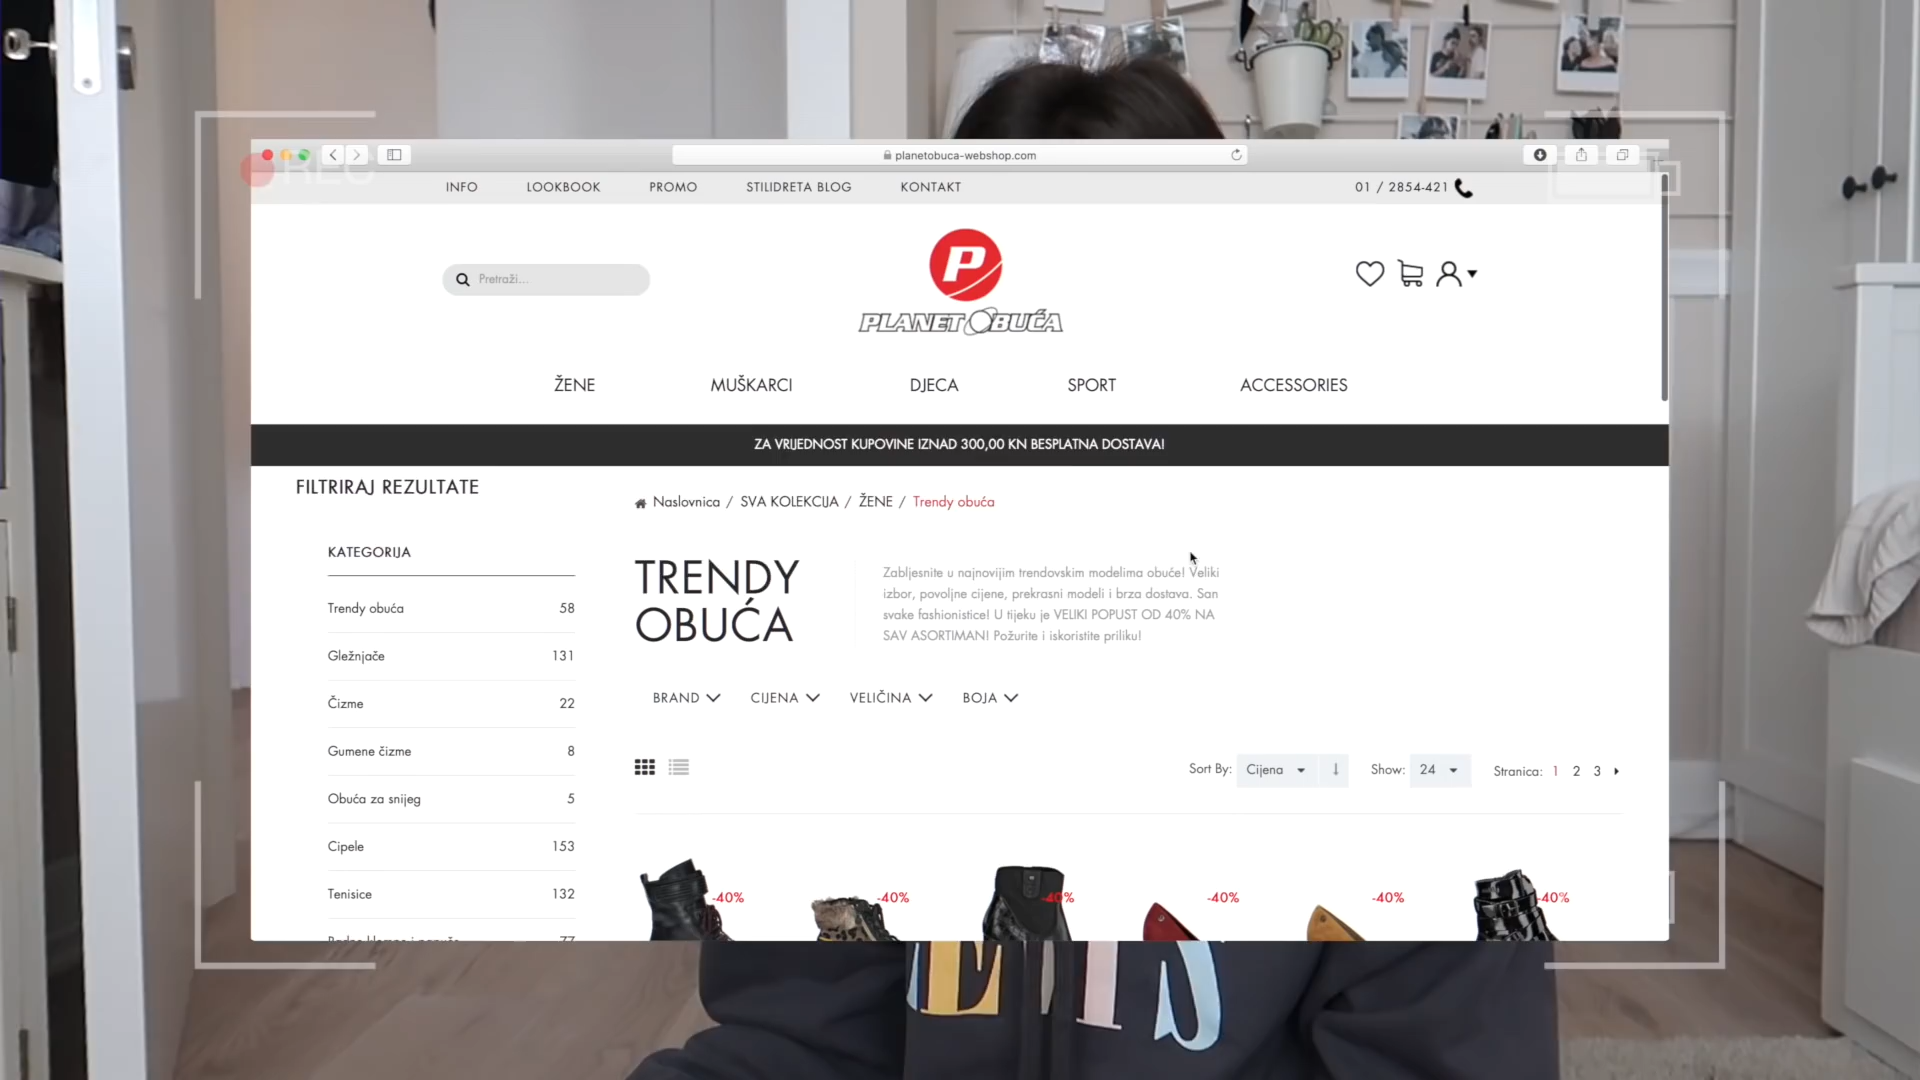 REC
planetobuca-webshop.com
INFO LOOKBOOK PROMO STILIDRETA BLOG KONTAKT 01 / 2854-421
Pretraži...
P
PLANET OBUĆA
ŽENE MUŠKARCI DJECA SPORT ACCESSORIES
ZA VRIJEDNOST KUPOVINE IZNAD 300,00 KN BESPLATNA DOSTAVA!
FILTRIRAJ REZULTATE
KATEGORIJA
Trendy obuća 58
Gležnjače 131
Čizme 22
Gumene čizme 8
Obuća za snijeg 5
Cipele 153
Tenisice 132
Naslovnica / SVA KOLEKCIJA / ŽENE / Trendy obuća
TRENDY
OBUĆA
Zabljesnite u najnovijim trendovskim modelima obuće! Veliki
izbor, povoljne cijene, prekrasni modeli i brza dostava. San
svake fashionistice! U tijeku je VELIKI POPUST OD 40% NA
SAV ASORTIMAN! Požurite i iskoristite priliku!
BRAND CIJENA VELIČINA BOJA
Sort By: Cijena Show: 24 Stranica: 1 2 3
-40% -40% -40% -40% -40% -40%